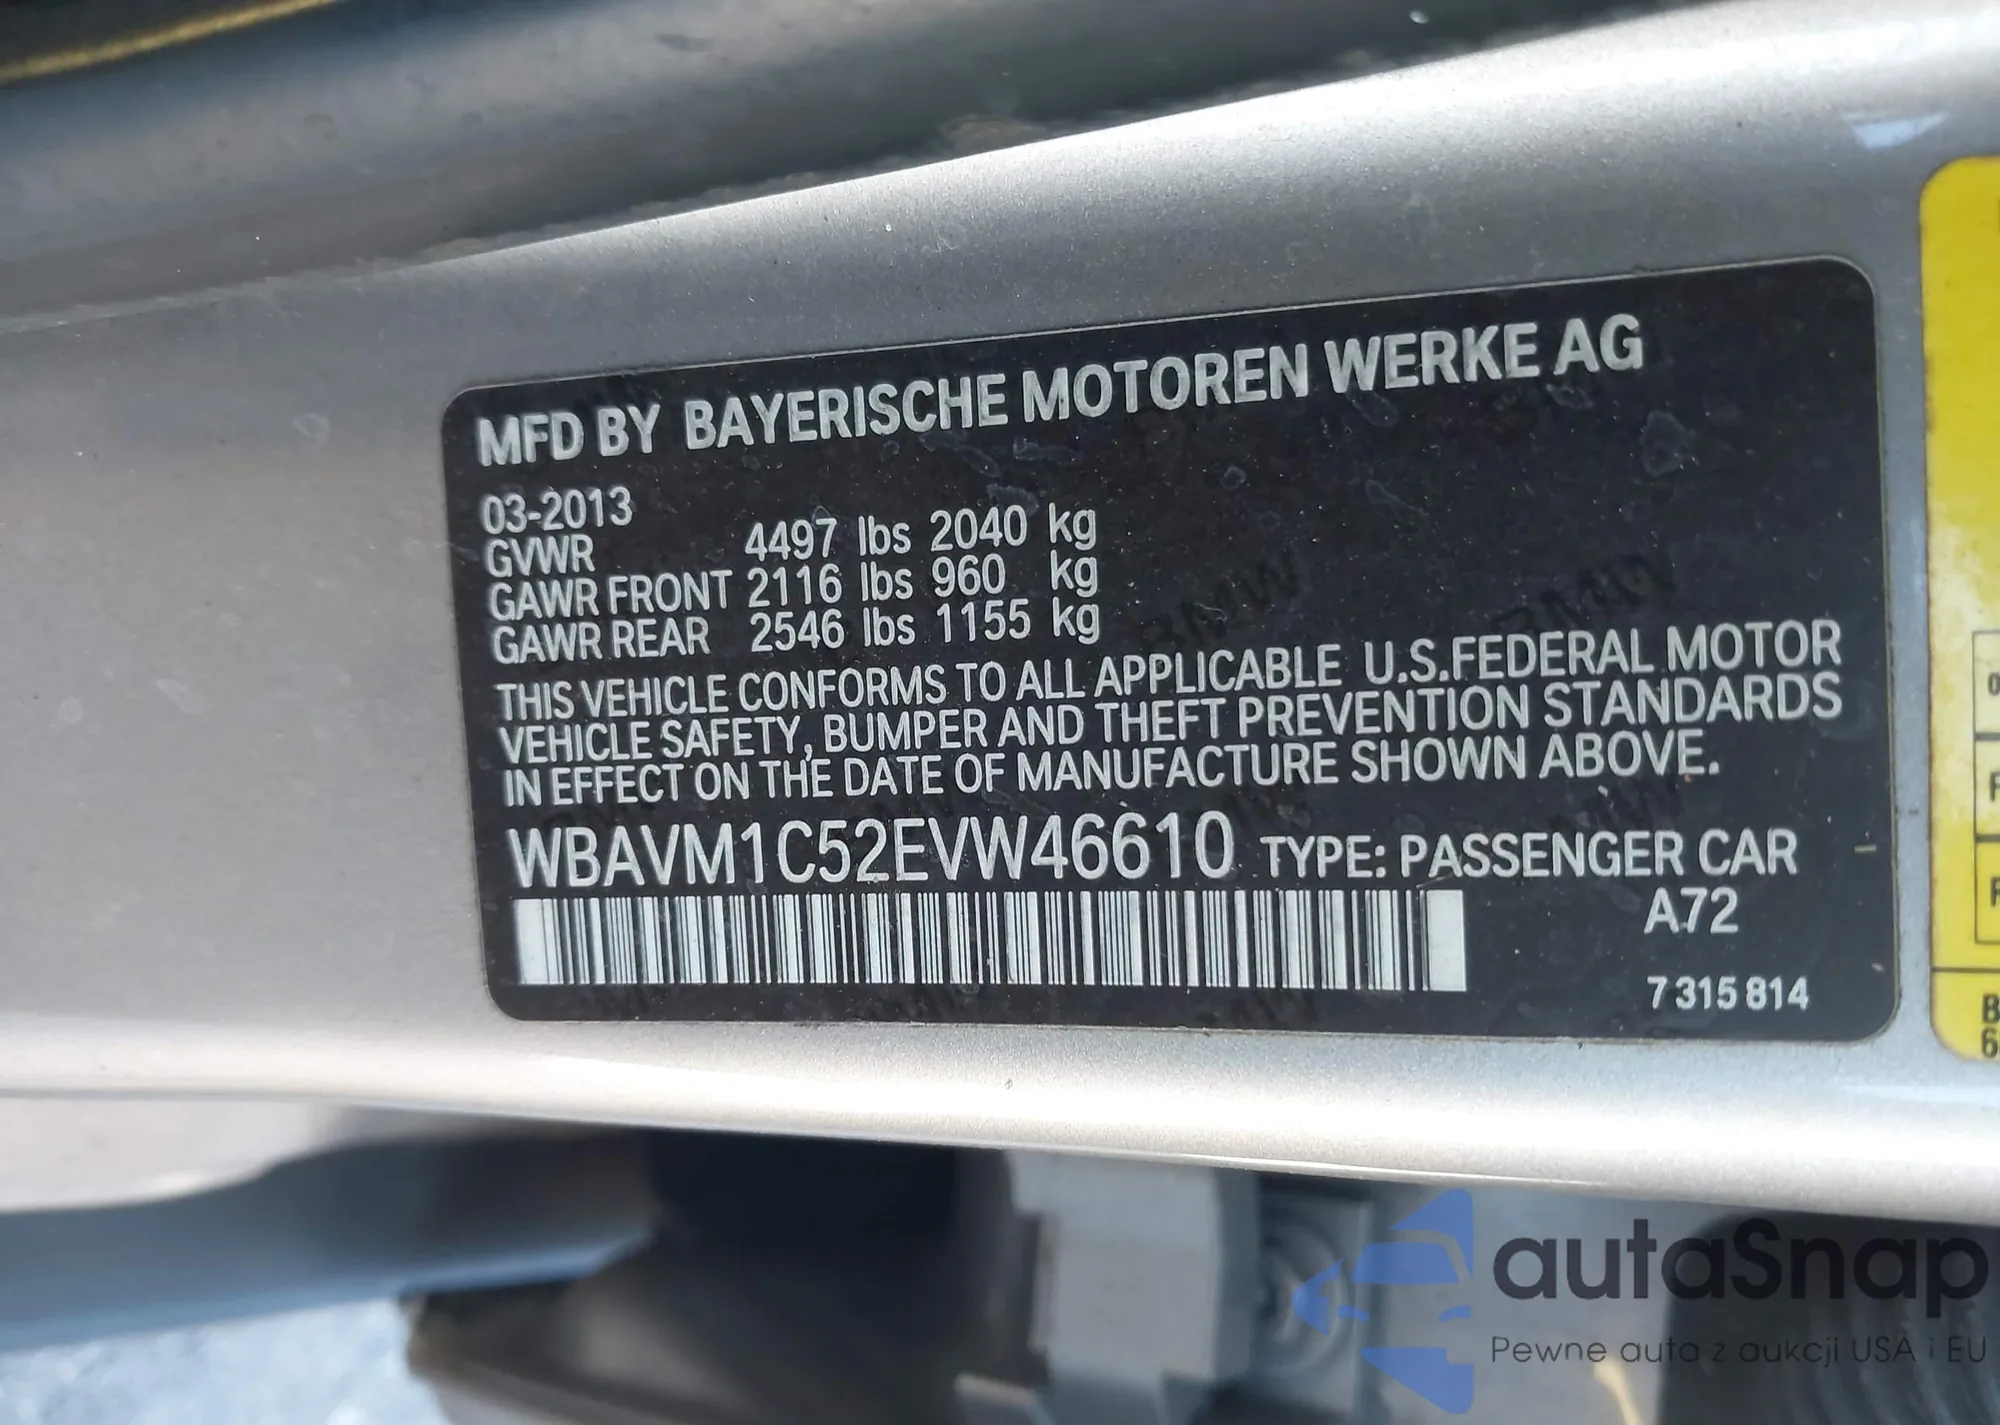 MFD BY BAYERISCHE MOTOREN WERKE AG
03-2013
GVWR 4497 lbs 2040 kg
GAWR FRONT 2116 lbs 960 kg
GAWR REAR 2546 lbs 1155 kg
THIS VEHICLE CONFORMS TO ALL APPLICABLE U.S.FEDERAL MOTOR
VEHICLE SAFETY, BUMPER AND THEFT PREVENTION STANDARDS
IN EFFECT ON THE DATE OF MANUFACTURE SHOWN ABOVE.
WBAVM1C52EVW46610 TYPE: PASSENGER CAR
A72
7 315 814
autaSnap
Pewne auta z aukcji USA i EU